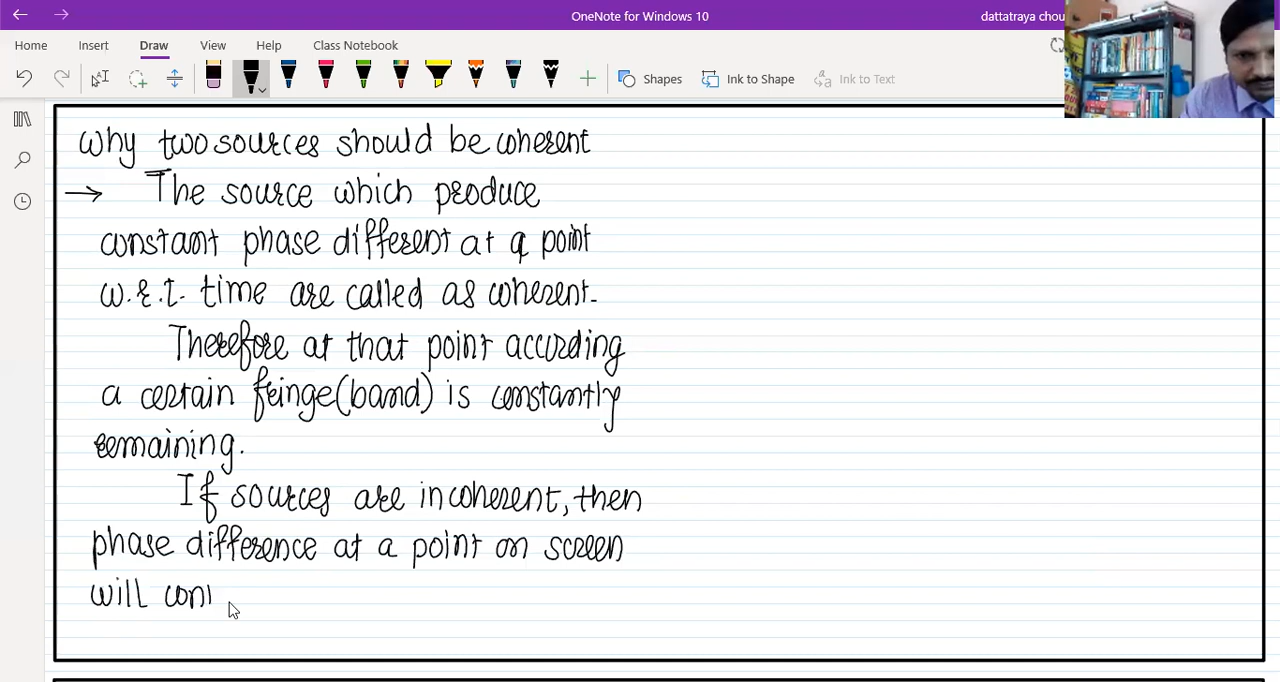 OneNote for Windows 10
dattatraya chou
Home Insert Draw View Help Class Notebook
Shapes Ink to Shape Ink to Text
Why two sources should be coherent
→ The source which produce
constant phase different at a point
w.r.t. time are called as coherent.
Therefore at that point according
a certain fringe(band) is constantly
remaining.
If sources are incoherent, then
phase difference at a point on screen
will con